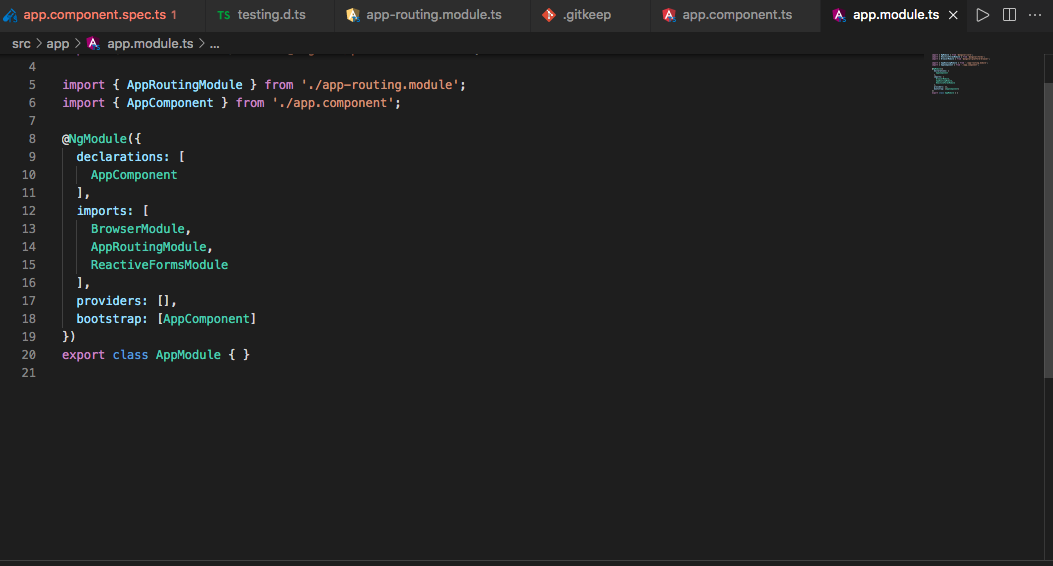 app.component.spec.ts 1
TS testing.d.ts
app-routing.module.ts
.gitkeep
app.component.ts
app.module.ts
src > app > app.module.ts > ...
4
5 import { AppRoutingModule } from './app-routing.module';
6 import { AppComponent } from './app.component';
7
8 @NgModule({
9 declarations: [
10 AppComponent
11 ],
12 imports: [
13 BrowserModule,
14 AppRoutingModule,
15 ReactiveFormsModule
16 ],
17 providers: [],
18 bootstrap: [AppComponent]
19 })
20 export class AppModule { }
21